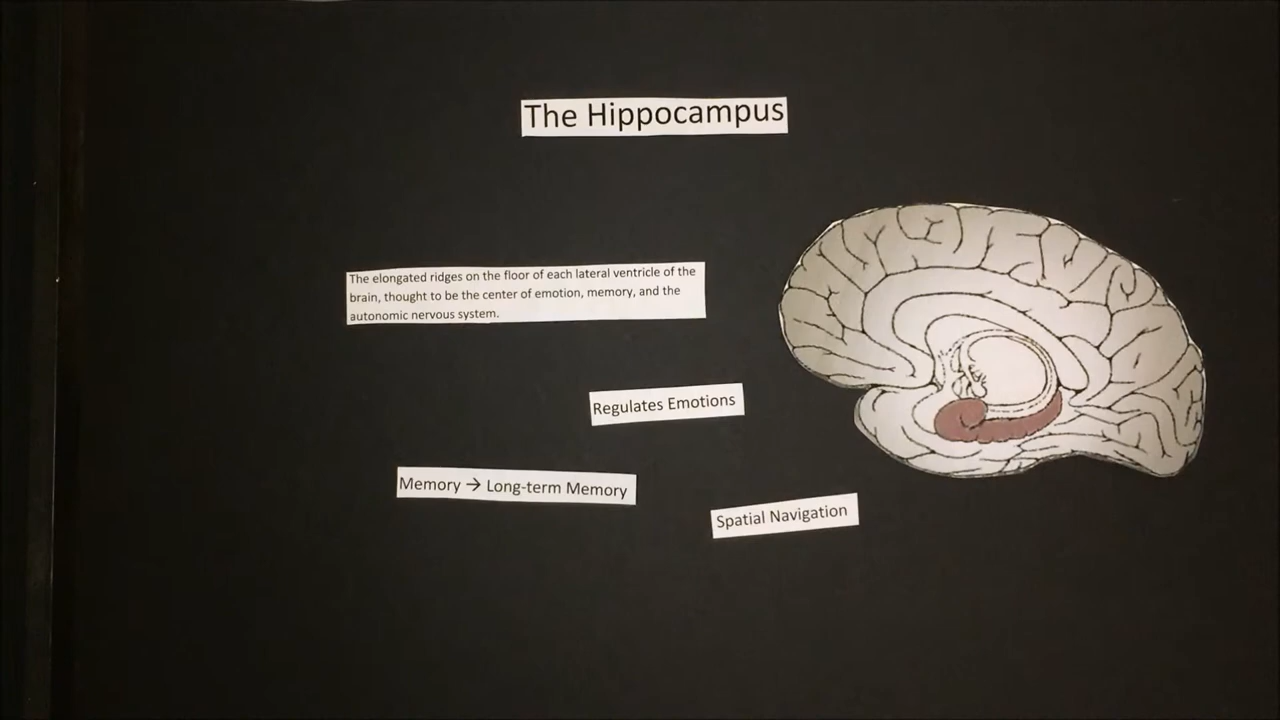 The Hippocampus
The elongated ridges on the floor of each lateral ventricle of the
brain, thought to be the center of emotion, memory, and the
autonomic nervous system.
Regulates Emotions
Memory → Long-term Memory
Spatial Navigation